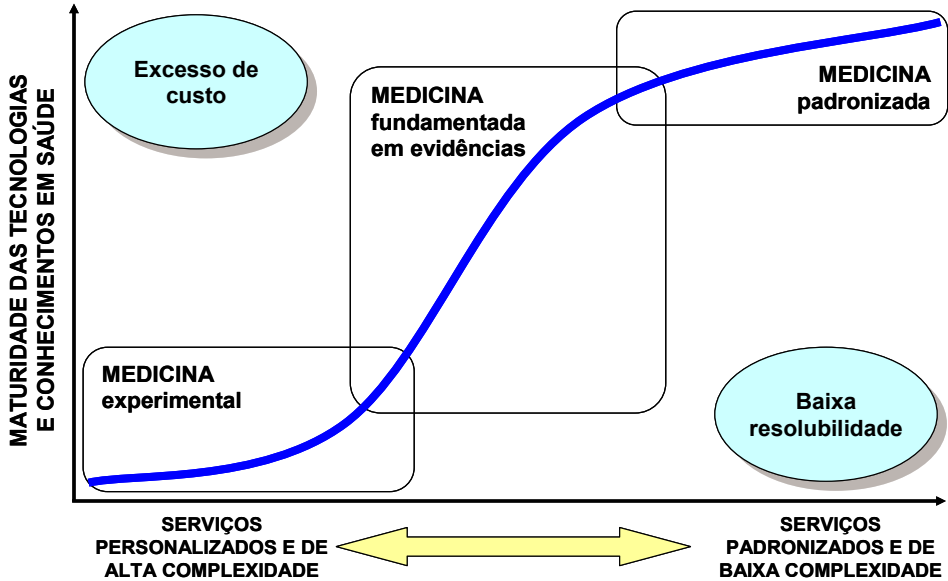 MATURIDADE DAS TECNOLOGIAS
E CONHECIMENTOS EM SAÚDE
Excesso de
custo
MEDICINA
fundamentada
em evidências
MEDICINA
padronizada
MEDICINA
experimental
Baixa
resolubilidade
SERVIÇOS
PERSONALIZADOS E DE
ALTA COMPLEXIDADE
SERVIÇOS
PADRONIZADOS E DE
BAIXA COMPLEXIDADE